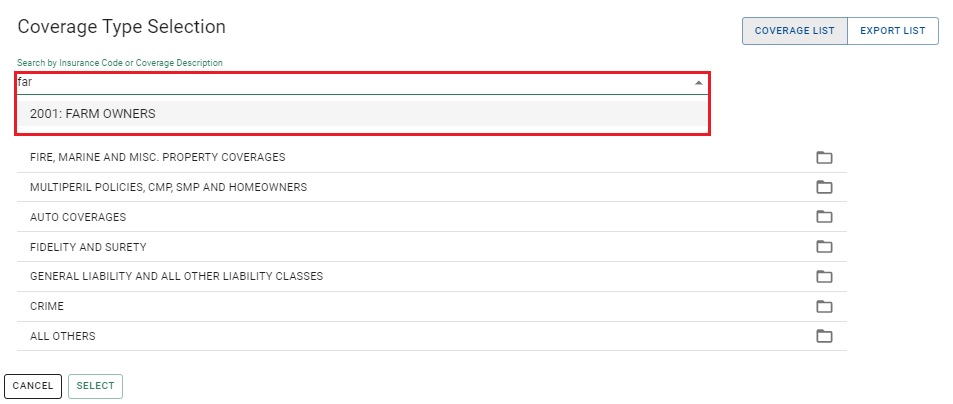 Coverage Type Selection
COVERAGE LIST
EXPORT LIST
Search by Insurance Code or Coverage Description
far
2001: FARM OWNERS
FIRE, MARINE AND MISC. PROPERTY COVERAGES
MULTIPERIL POLICIES, CMP, SMP AND HOMEOWNERS
AUTO COVERAGES
FIDELITY AND SURETY
GENERAL LIABILITY AND ALL OTHER LIABILITY CLASSES
CRIME
ALL OTHERS
CANCEL
SELECT